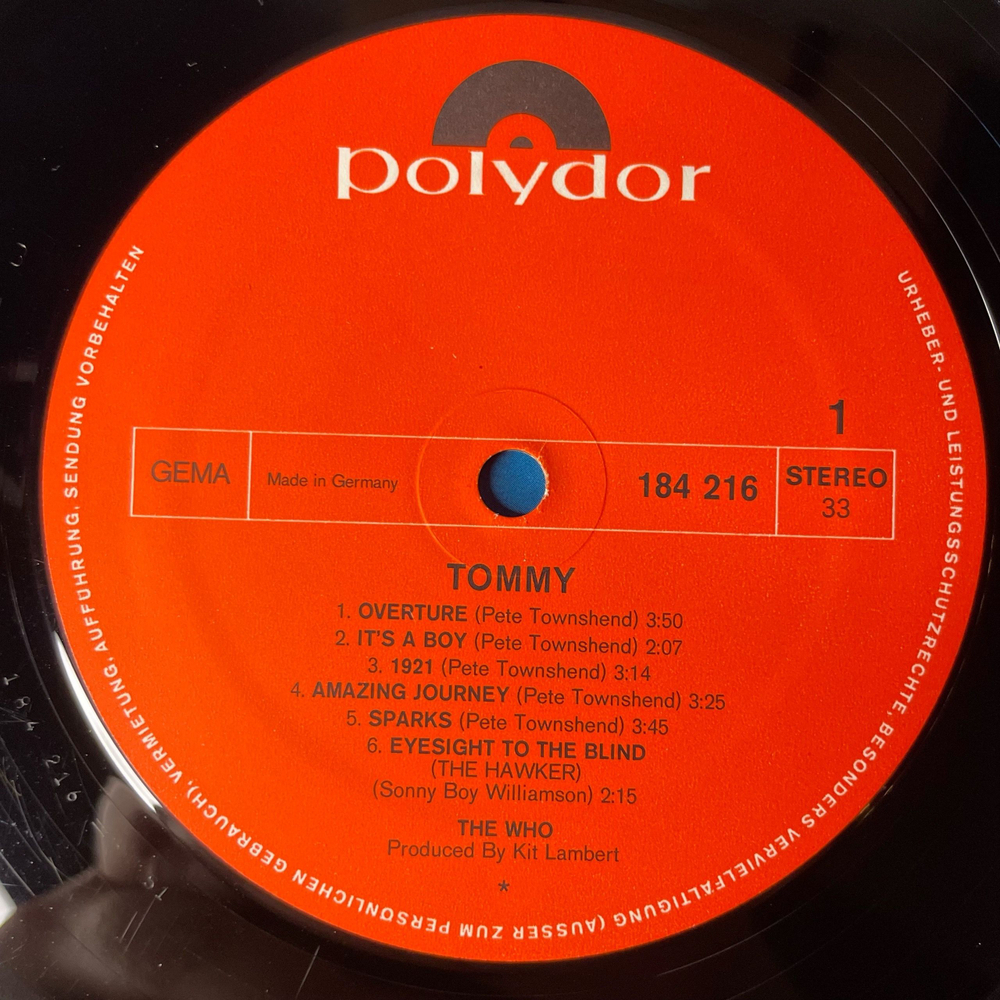 polydor
URHEBER- UND LEISTUNGSSCHUTZRECHTE, BESONDERS VERVIELFÄLTIGUNG (AUSSER ZUM PERSÖNLICHEN GEBRAUCH), VERMIETUNG, AUFFÜHRUNG, SENDUNG VORBEHALTEN
1
GEMA Made in Germany 184 216 STEREO
33
TOMMY
1. OVERTURE (Pete Townshend) 3:50
2. IT'S A BOY (Pete Townshend) 2:07
3. 1921 (Pete Townshend) 3:14
4. AMAZING JOURNEY (Pete Townshend) 3:25
5. SPARKS (Pete Townshend) 3:45
6. EYESIGHT TO THE BLIND
(THE HAWKER)
(Sonny Boy Williamson) 2:15
THE WHO
Produced By Kit Lambert
*
184 216